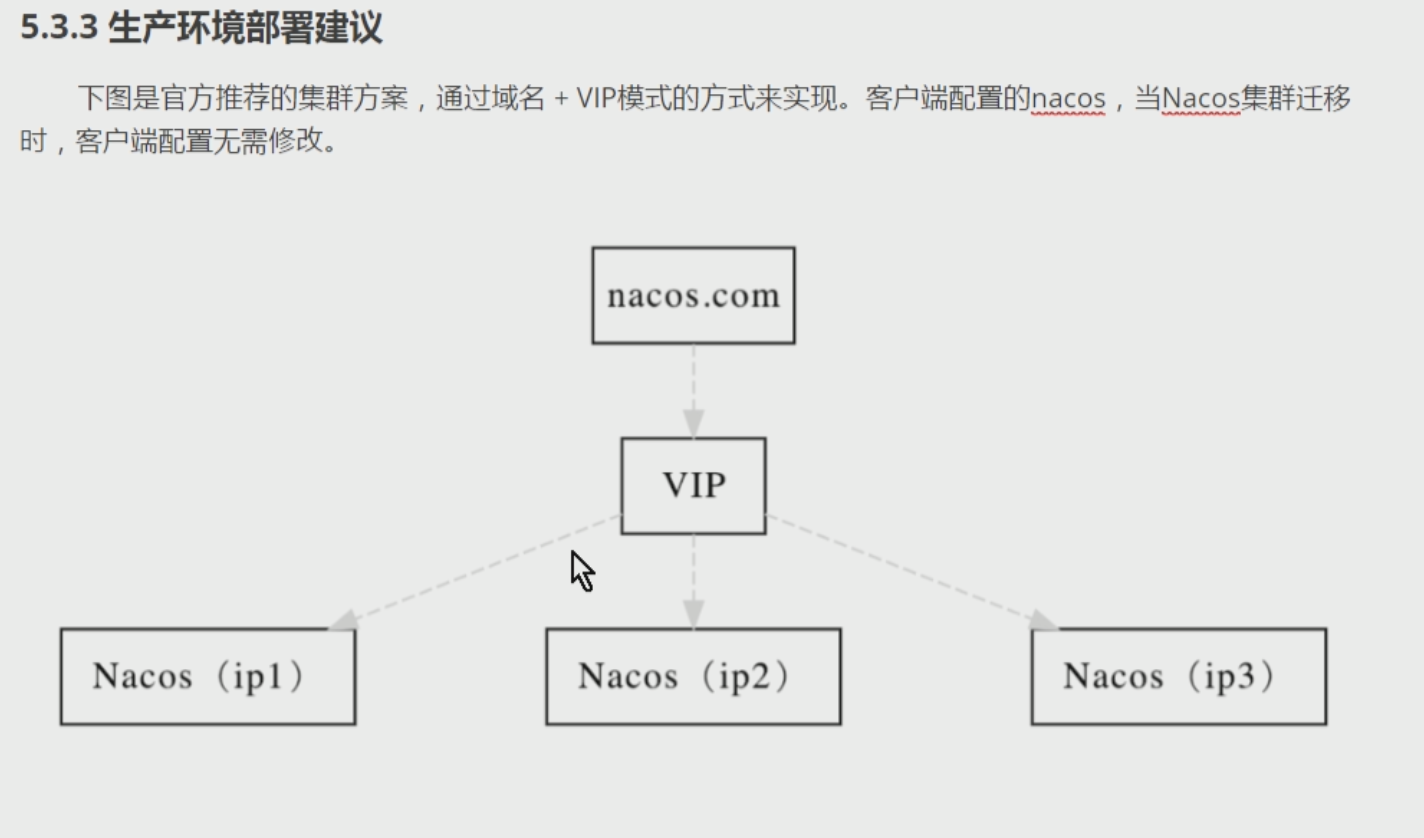 5.3.3 生产环境部署建议
下图是官方推荐的集群方案，通过域名 + VIP模式的方式来实现。客户端配置的nacos，当Nacos集群迁移
时，客户端配置无需修改。
nacos.com
VIP
Nacos（ip1）
Nacos（ip2）
Nacos（ip3）